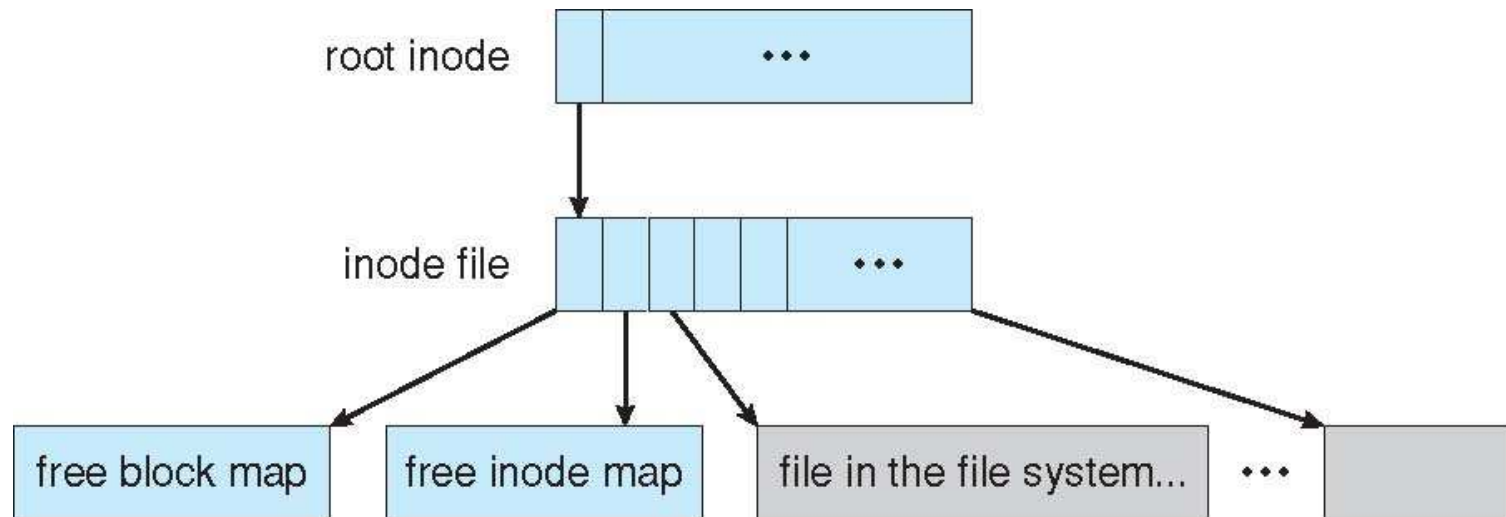 root inode
•••
inode file
•••
free block map
free inode map
file in the file system...
•••